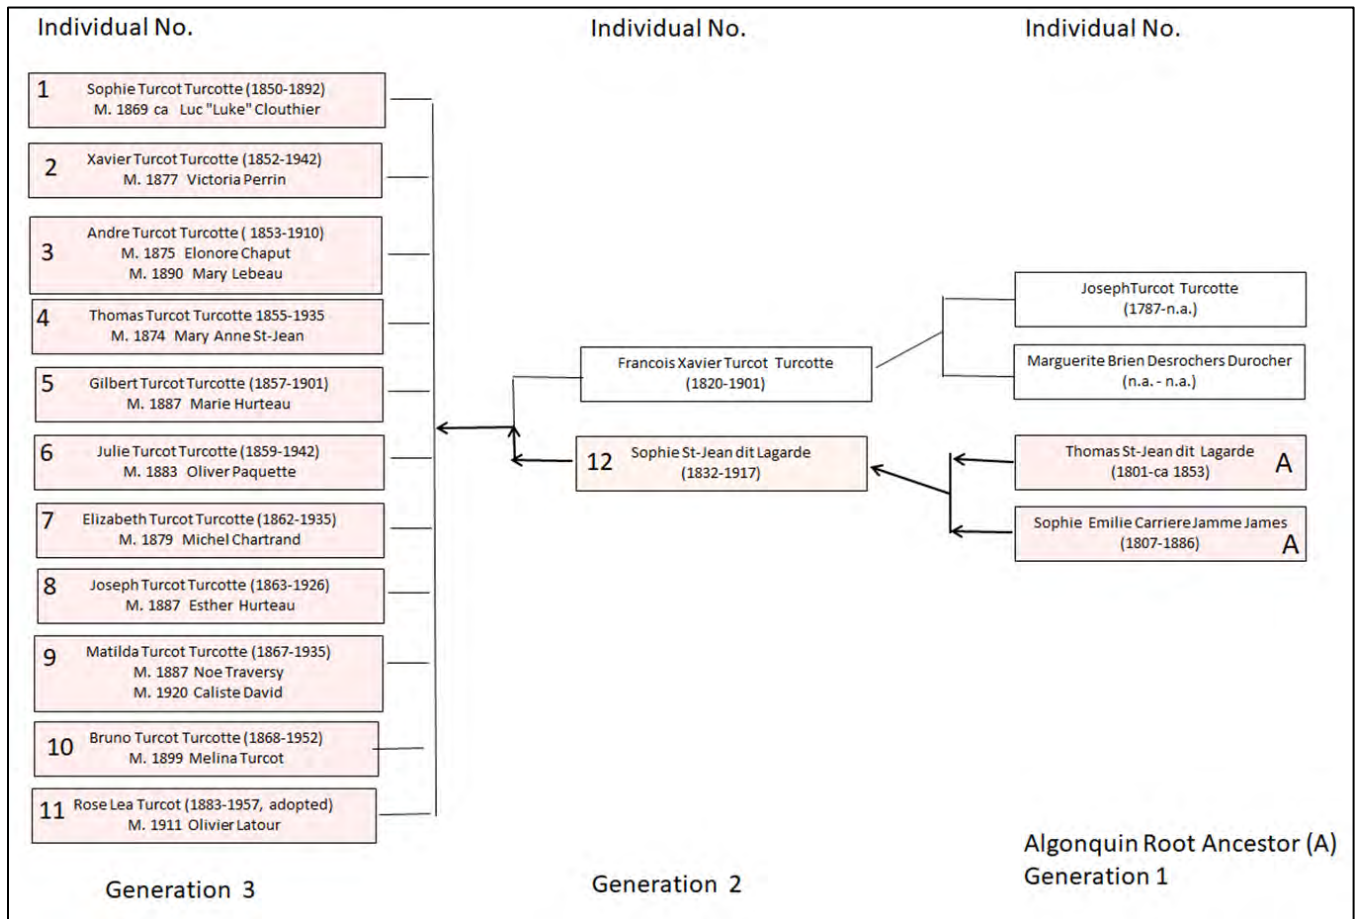 Individual No.
Individual No.
Individual No.
1
Sophie Turcot Turcotte (1850-1892)
M. 1869 ca Luc "Luke" Clouthier
2
Xavier Turcot Turcotte (1852-1942)
M. 1877 Victoria Perrin
3
Andre Turcot Turcotte ( 1853-1910)
M. 1875 Elonore Chaput
M. 1890 Mary Lebeau
4
Thomas Turcot Turcotte 1855-1935
M. 1874 Mary Anne St-Jean
5
Gilbert Turcot Turcotte (1857-1901)
M. 1887 Marie Hurteau
6
Julie Turcot Turcotte (1859-1942)
M. 1883 Oliver Paquette
7
Elizabeth Turcot Turcotte (1862-1935)
M. 1879 Michel Chartrand
8
Joseph Turcot Turcotte (1863-1926)
M. 1887 Esther Hurteau
9
Matilda Turcot Turcotte (1867-1935)
M. 1887 Noe Traversy
M. 1920 Caliste David
10
Bruno Turcot Turcotte (1868-1952)
M. 1899 Melina Turcot
11
Rose Lea Turcot (1883-1957, adopted)
M. 1911 Olivier Latour
Generation 3
Francois Xavier Turcot Turcotte
(1820-1901)
12
Sophie St-Jean dit Lagarde
(1832-1917)
Generation 2
JosephTurcot Turcotte
(1787-n.a.)
Marguerite Brien Desrochers Durocher
(n.a. - n.a.)
Thomas St-Jean dit Lagarde
(1801-ca 1853)
A
Sophie Emilie Carriere Jamme James
(1807-1886)
A
Algonquin Root Ancestor (A)
Generation 1